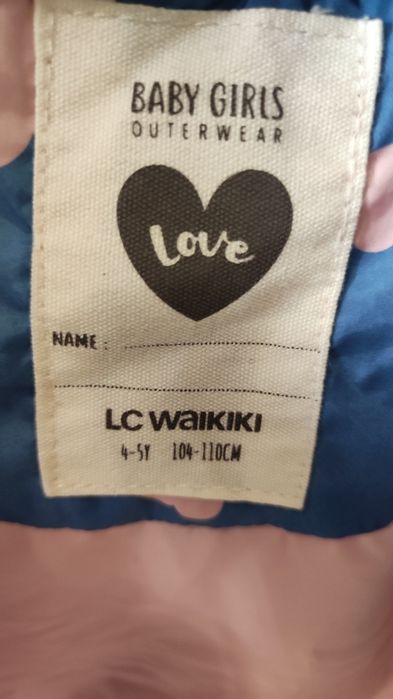 BABY GIRLS
OUTERWEAR
Love
NAME:
LC WAIKIKI
4-5Y 104-110CM